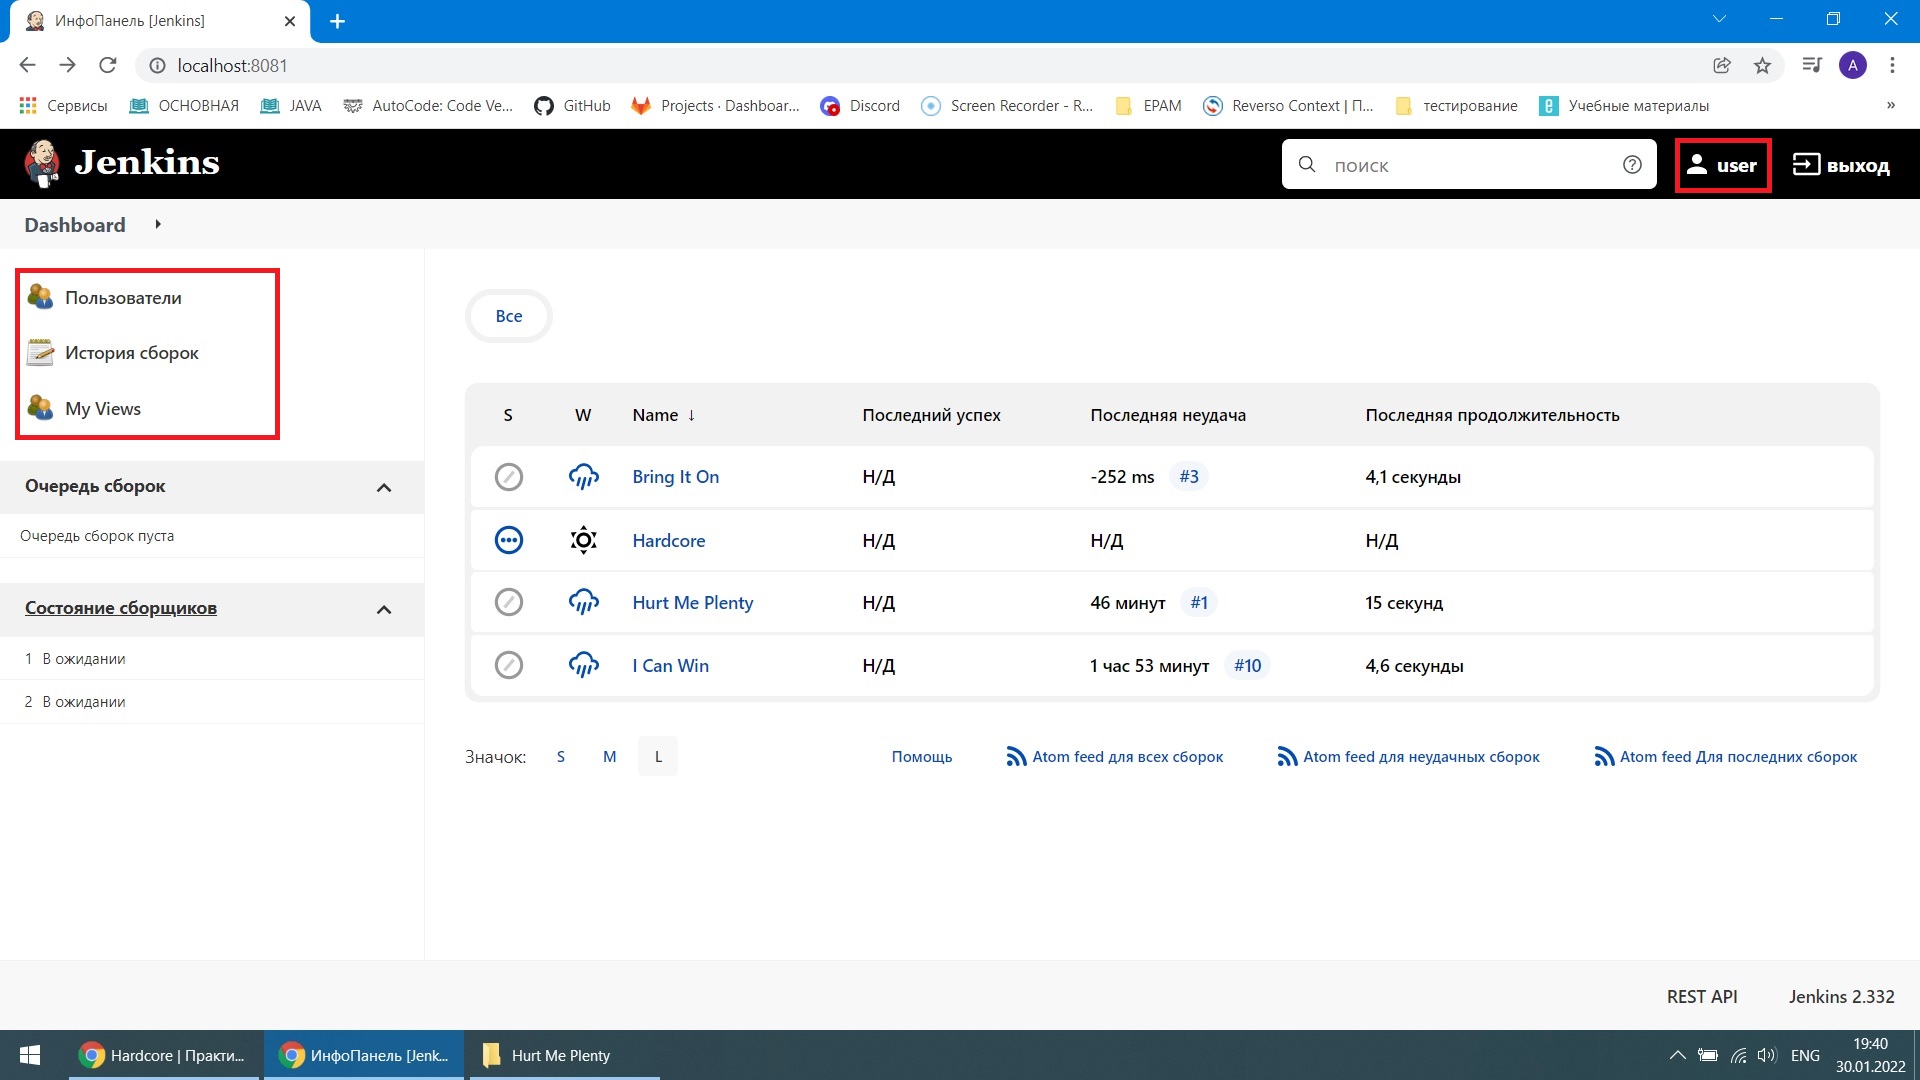 ИнфоПанель [Jenkins]
localhost:8081
A
Сервисы ОСНОВНАЯ JAVA AutoCode: Code Ve... GitHub Projects · Dashboar... Discord Screen Recorder - R... EPAM Reverso Context | П... тестирование Учебные материалы »
Jenkins поиск user выход
Dashboard
Пользователи
История сборок
My Views
Очередь сборок
Очередь сборок пуста
Состояние сборщиков
1 В ожидании
2 В ожидании
Все
S W Name ↓ Последний успех Последняя неудача Последняя продолжительность
Bring It On Н/Д -252 ms #3 4,1 секунды
Hardcore Н/Д Н/Д Н/Д
Hurt Me Plenty Н/Д 46 минут #1 15 секунд
I Can Win Н/Д 1 час 53 минут #10 4,6 секунды
Значок: S M L Помощь Atom feed для всех сборок Atom feed для неудачных сборок Atom feed Для последних сборок
REST API Jenkins 2.332
Hardcore | Практи... ИнфоПанель [Jenk... Hurt Me Plenty ENG
19:40
30.01.2022